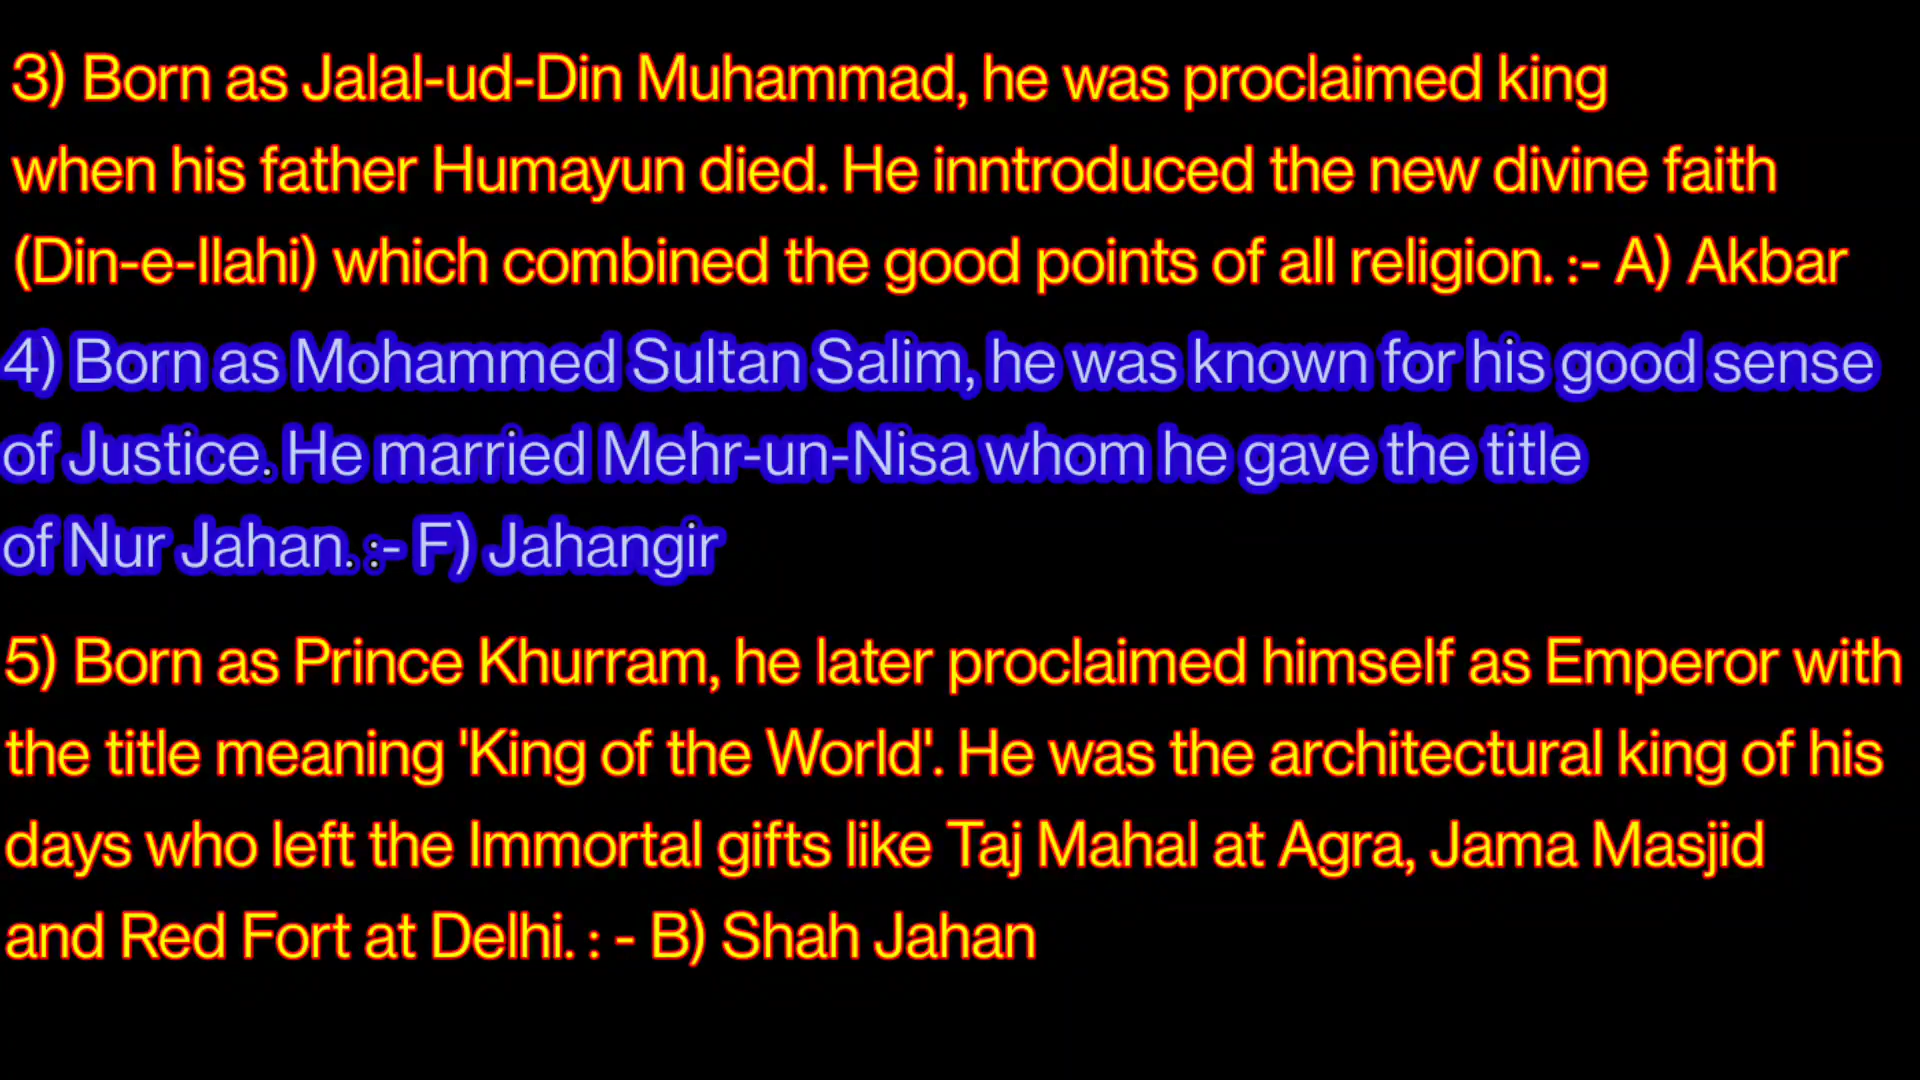 3) Born as Jalal-ud-Din Muhammad, he was proclaimed king
when his father Humayun died. He inntroduced the new divine faith
(Din-e-Ilahi) which combined the good points of all religion. :- A) Akbar
4) Born as Mohammed Sultan Salim, he was known for his good sense
of Justice. He married Mehr-un-Nisa whom he gave the title
of Nur Jahan. :- F) Jahangir
5) Born as Prince Khurram, he later proclaimed himself as Emperor with
the title meaning 'King of the World'. He was the architectural king of his
days who left the Immortal gifts like Taj Mahal at Agra, Jama Masjid
and Red Fort at Delhi. : - B) Shah Jahan